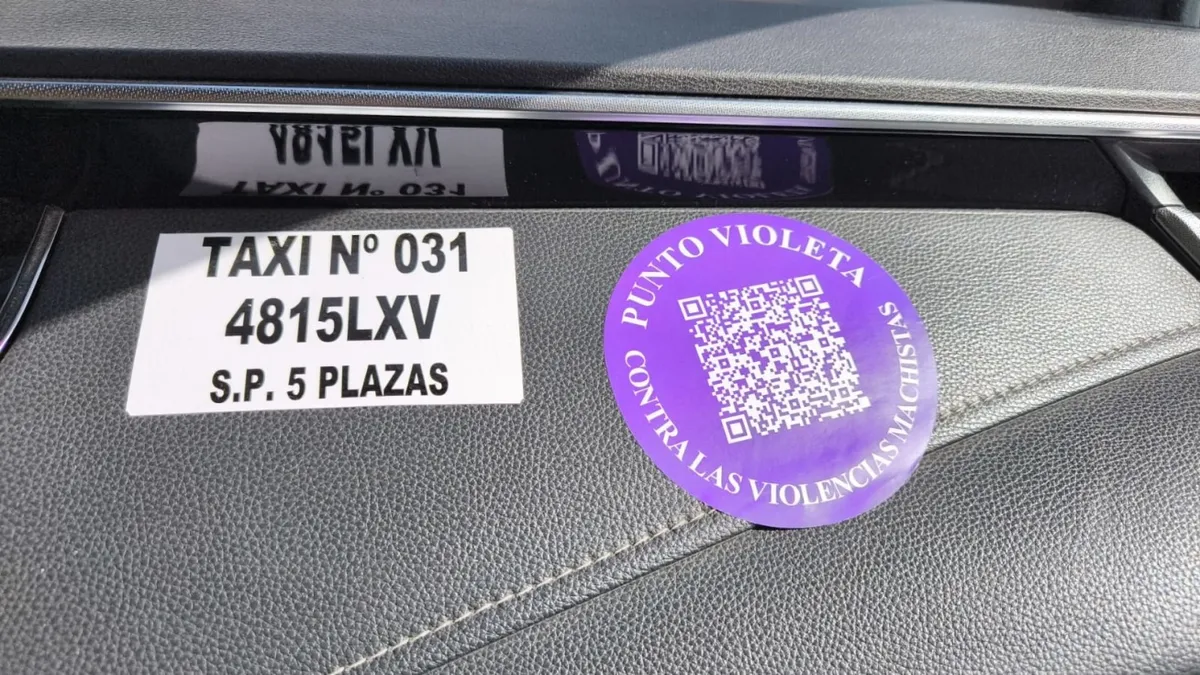 TAXI Nº 031
4815LXV
S.P. 5 PLAZAS
PUNTO VIOLETA
CONTRA LAS VIOLENCIAS MACHISTAS